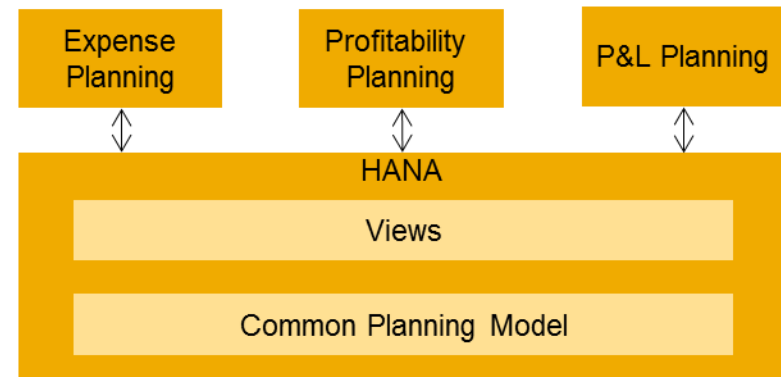 Expense
Planning
Profitability
Planning
P&L Planning
HANA
Views
Common Planning Model